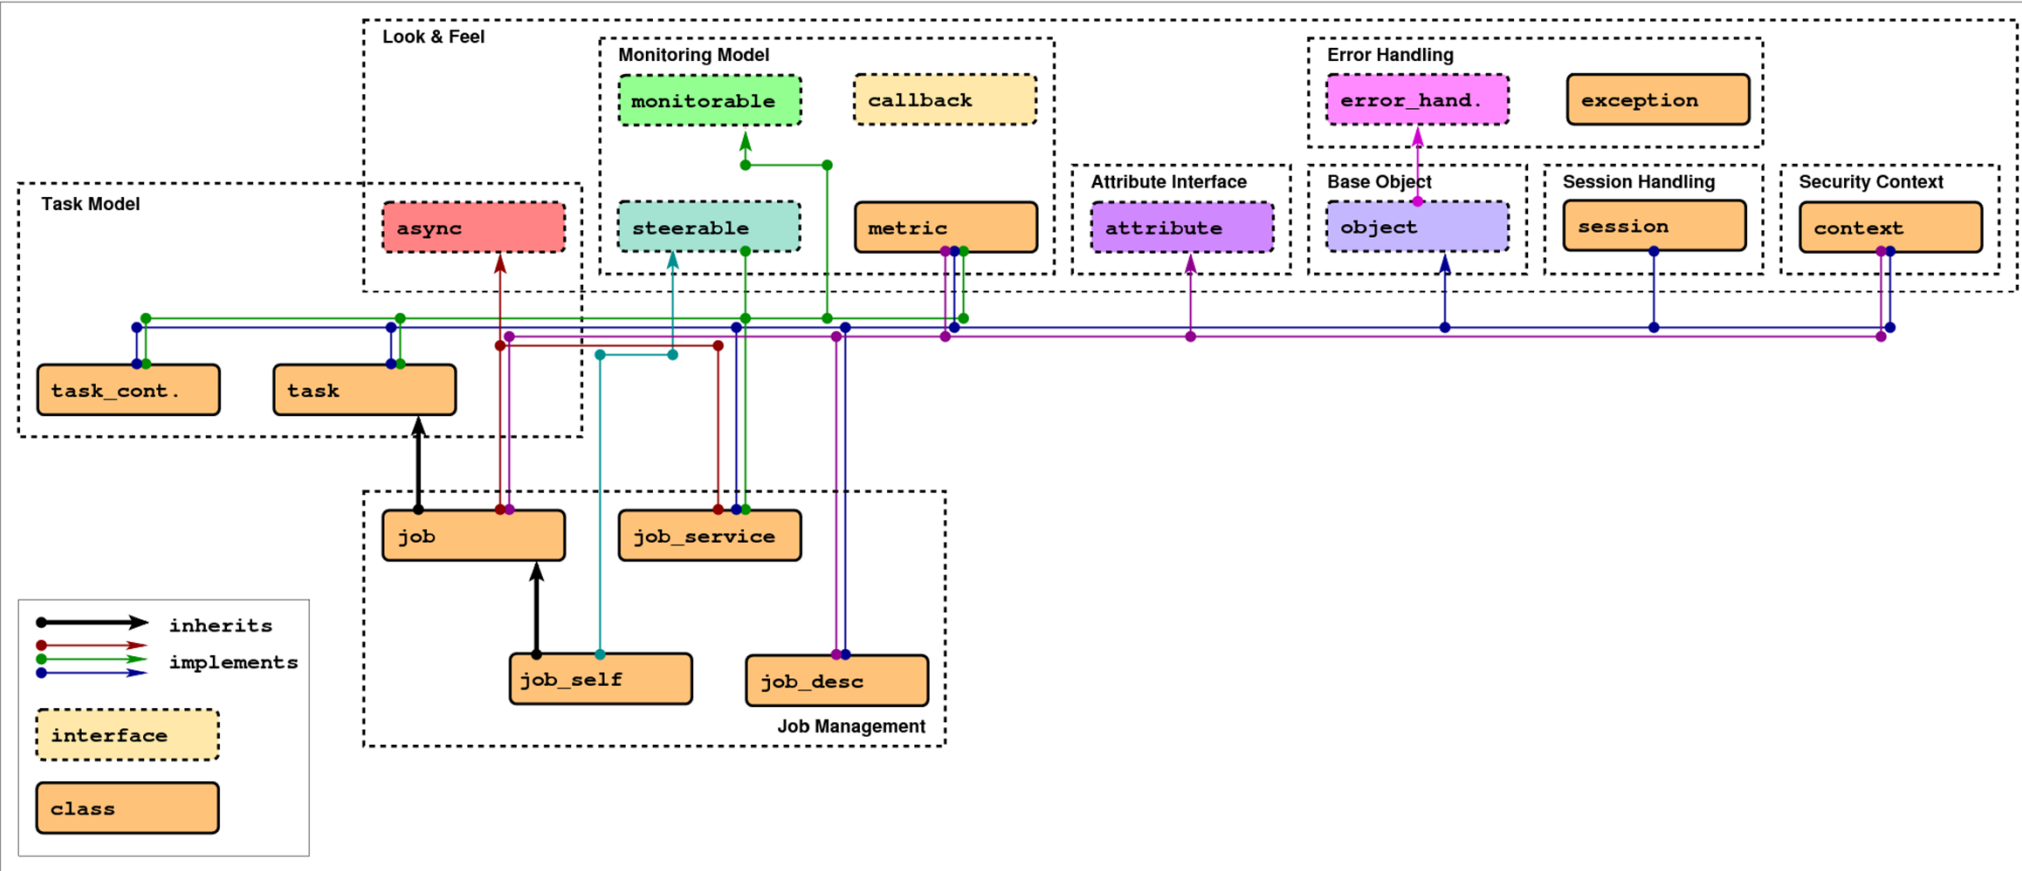 Look & Feel
Monitoring Model
Error Handling
monitorable
callback
error_hand.
exception
Task Model
Attribute Interface
Base Object
Session Handling
Security Context
async
steerable
metric
attribute
object
session
context
task_cont.
task
job
job_service
job_self
job_desc
Job Management
inherits
implements
interface
class